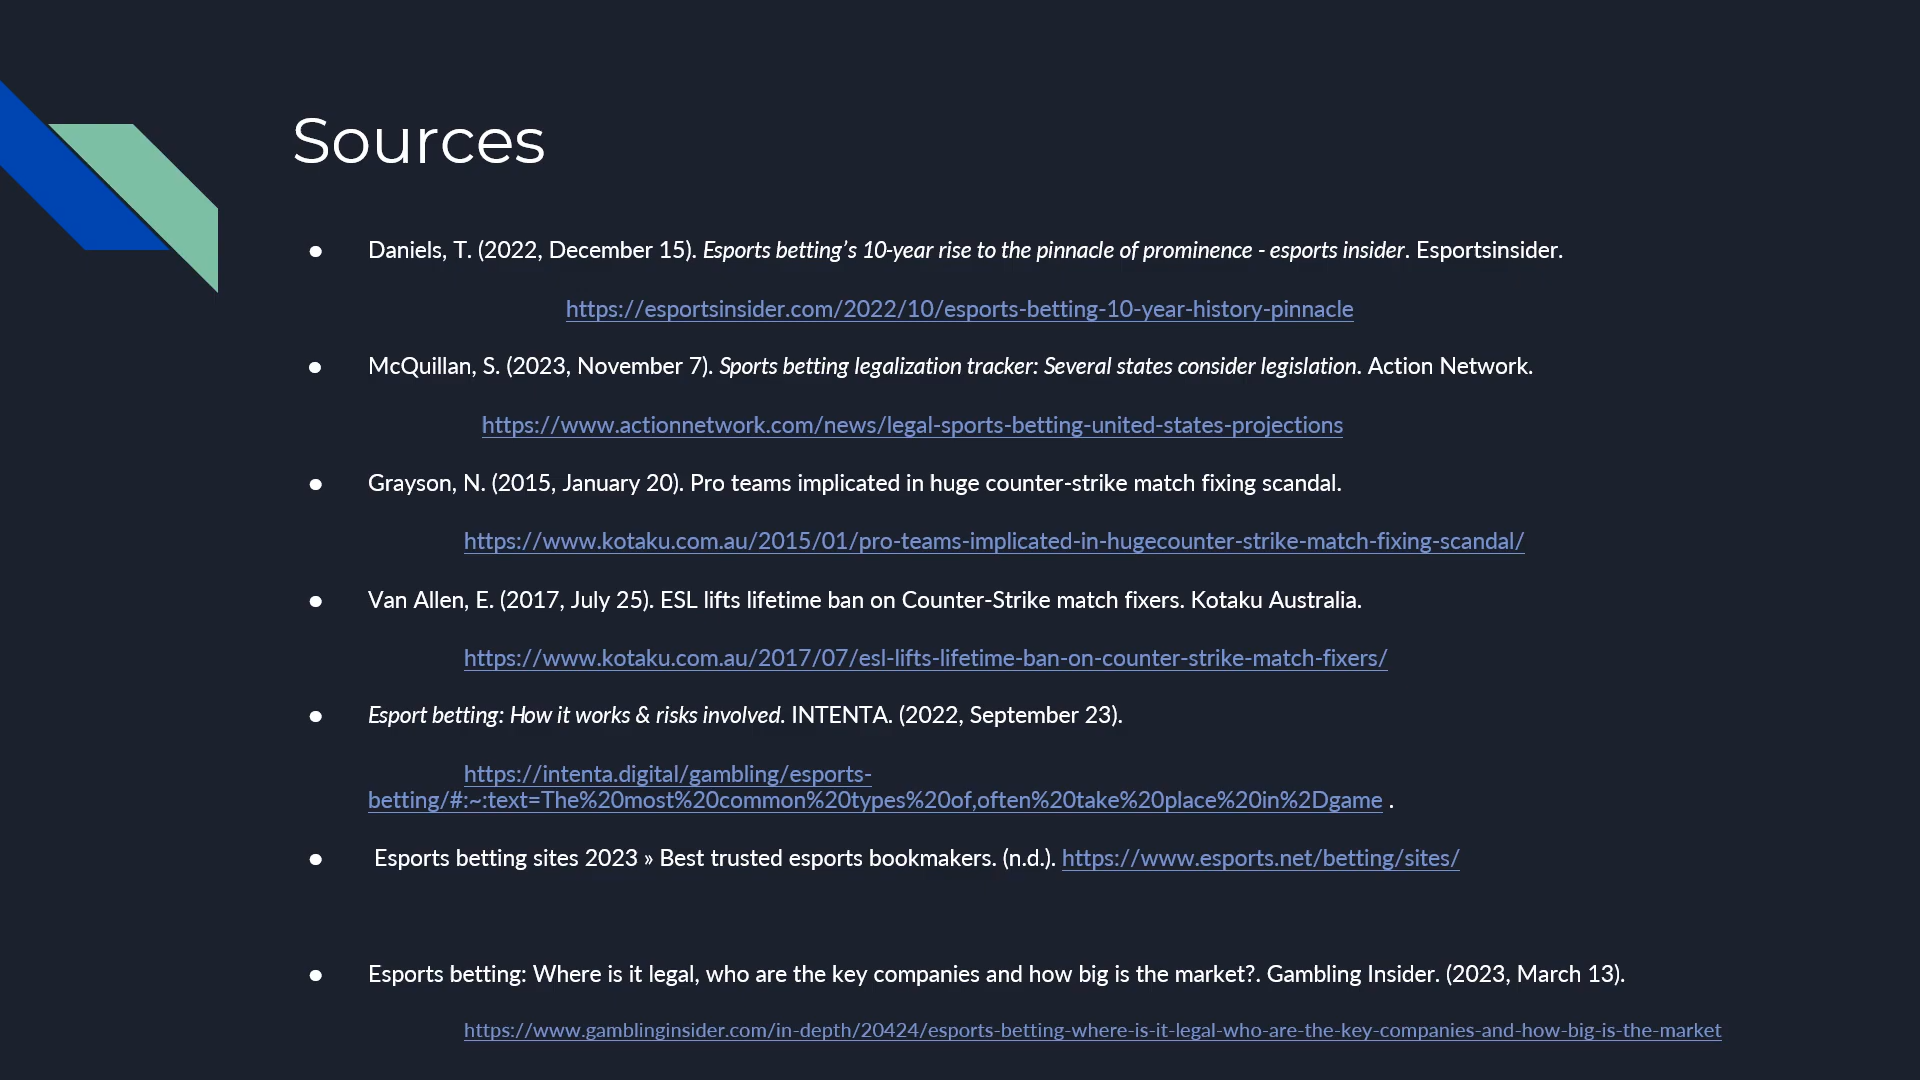 Sources
● Daniels, T. (2022, December 15). Esports betting’s 10-year rise to the pinnacle of prominence - esports insider. Esportsinsider.
https://esportsinsider.com/2022/10/esports-betting-10-year-history-pinnacle
● McQuillan, S. (2023, November 7). Sports betting legalization tracker: Several states consider legislation. Action Network.
https://www.actionnetwork.com/news/legal-sports-betting-united-states-projections
● Grayson, N. (2015, January 20). Pro teams implicated in huge counter-strike match fixing scandal.
https://www.kotaku.com.au/2015/01/pro-teams-implicated-in-hugecounter-strike-match-fixing-scandal/
● Van Allen, E. (2017, July 25). ESL lifts lifetime ban on Counter-Strike match fixers. Kotaku Australia.
https://www.kotaku.com.au/2017/07/esl-lifts-lifetime-ban-on-counter-strike-match-fixers/
● Esport betting: How it works & risks involved. INTENTA. (2022, September 23).
https://intenta.digital/gambling/esports-
betting/#:~:text=The%20most%20common%20types%20of,often%20take%20place%20in%2Dgame .
● Esports betting sites 2023 » Best trusted esports bookmakers. (n.d.). https://www.esports.net/betting/sites/
● Esports betting: Where is it legal, who are the key companies and how big is the market?. Gambling Insider. (2023, March 13).
https://www.gamblinginsider.com/in-depth/20424/esports-betting-where-is-it-legal-who-are-the-key-companies-and-how-big-is-the-market